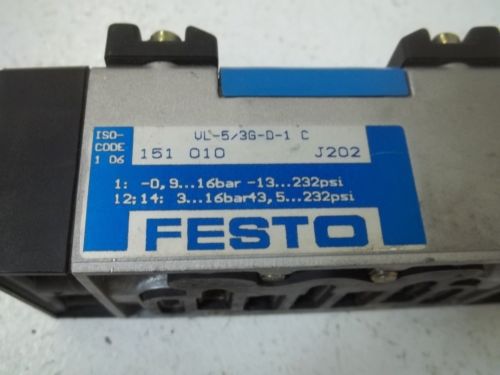 ISO-
CODE
1 06
VL-5/3G-D-1 C
151 010 J202
1: -0,9...16bar -13...232psi
12;14: 3...16bar43,5...232psi
FESTO